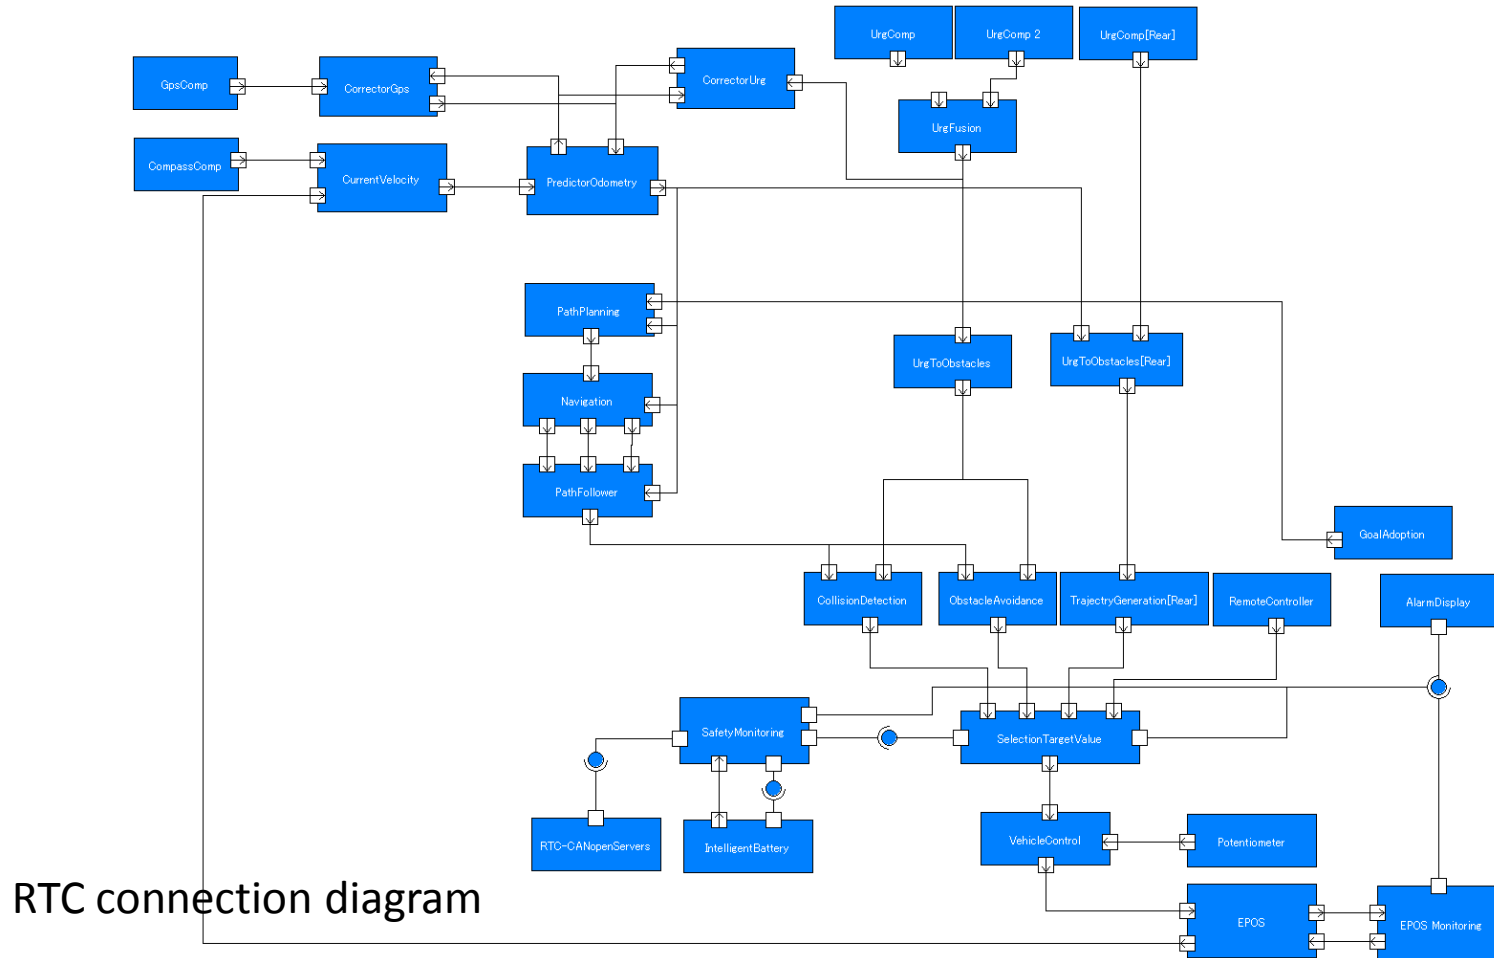 UrgComp
UrgComp 2
UrgComp[Rear]
GpsComp
CorrectorGps
CorrectorUrg
UrgFusion
CompassComp
CurrentVelocity
PredictorOdometry
PathPlanning
UrgToObstacles
UrgToObstacles[Rear]
Navigation
PathFollower
GoalAdoption
CollisionDetection
ObstacleAvoidance
TrajectryGeneration[Rear]
RemoteController
AlarmDisplay
SafetyMonitoring
SelectionTargetValue
RTC-CANopenServers
IntelligentBattery
VehicleControl
Potentiometer
RTC connection diagram
EPOS
EPOS Monitoring